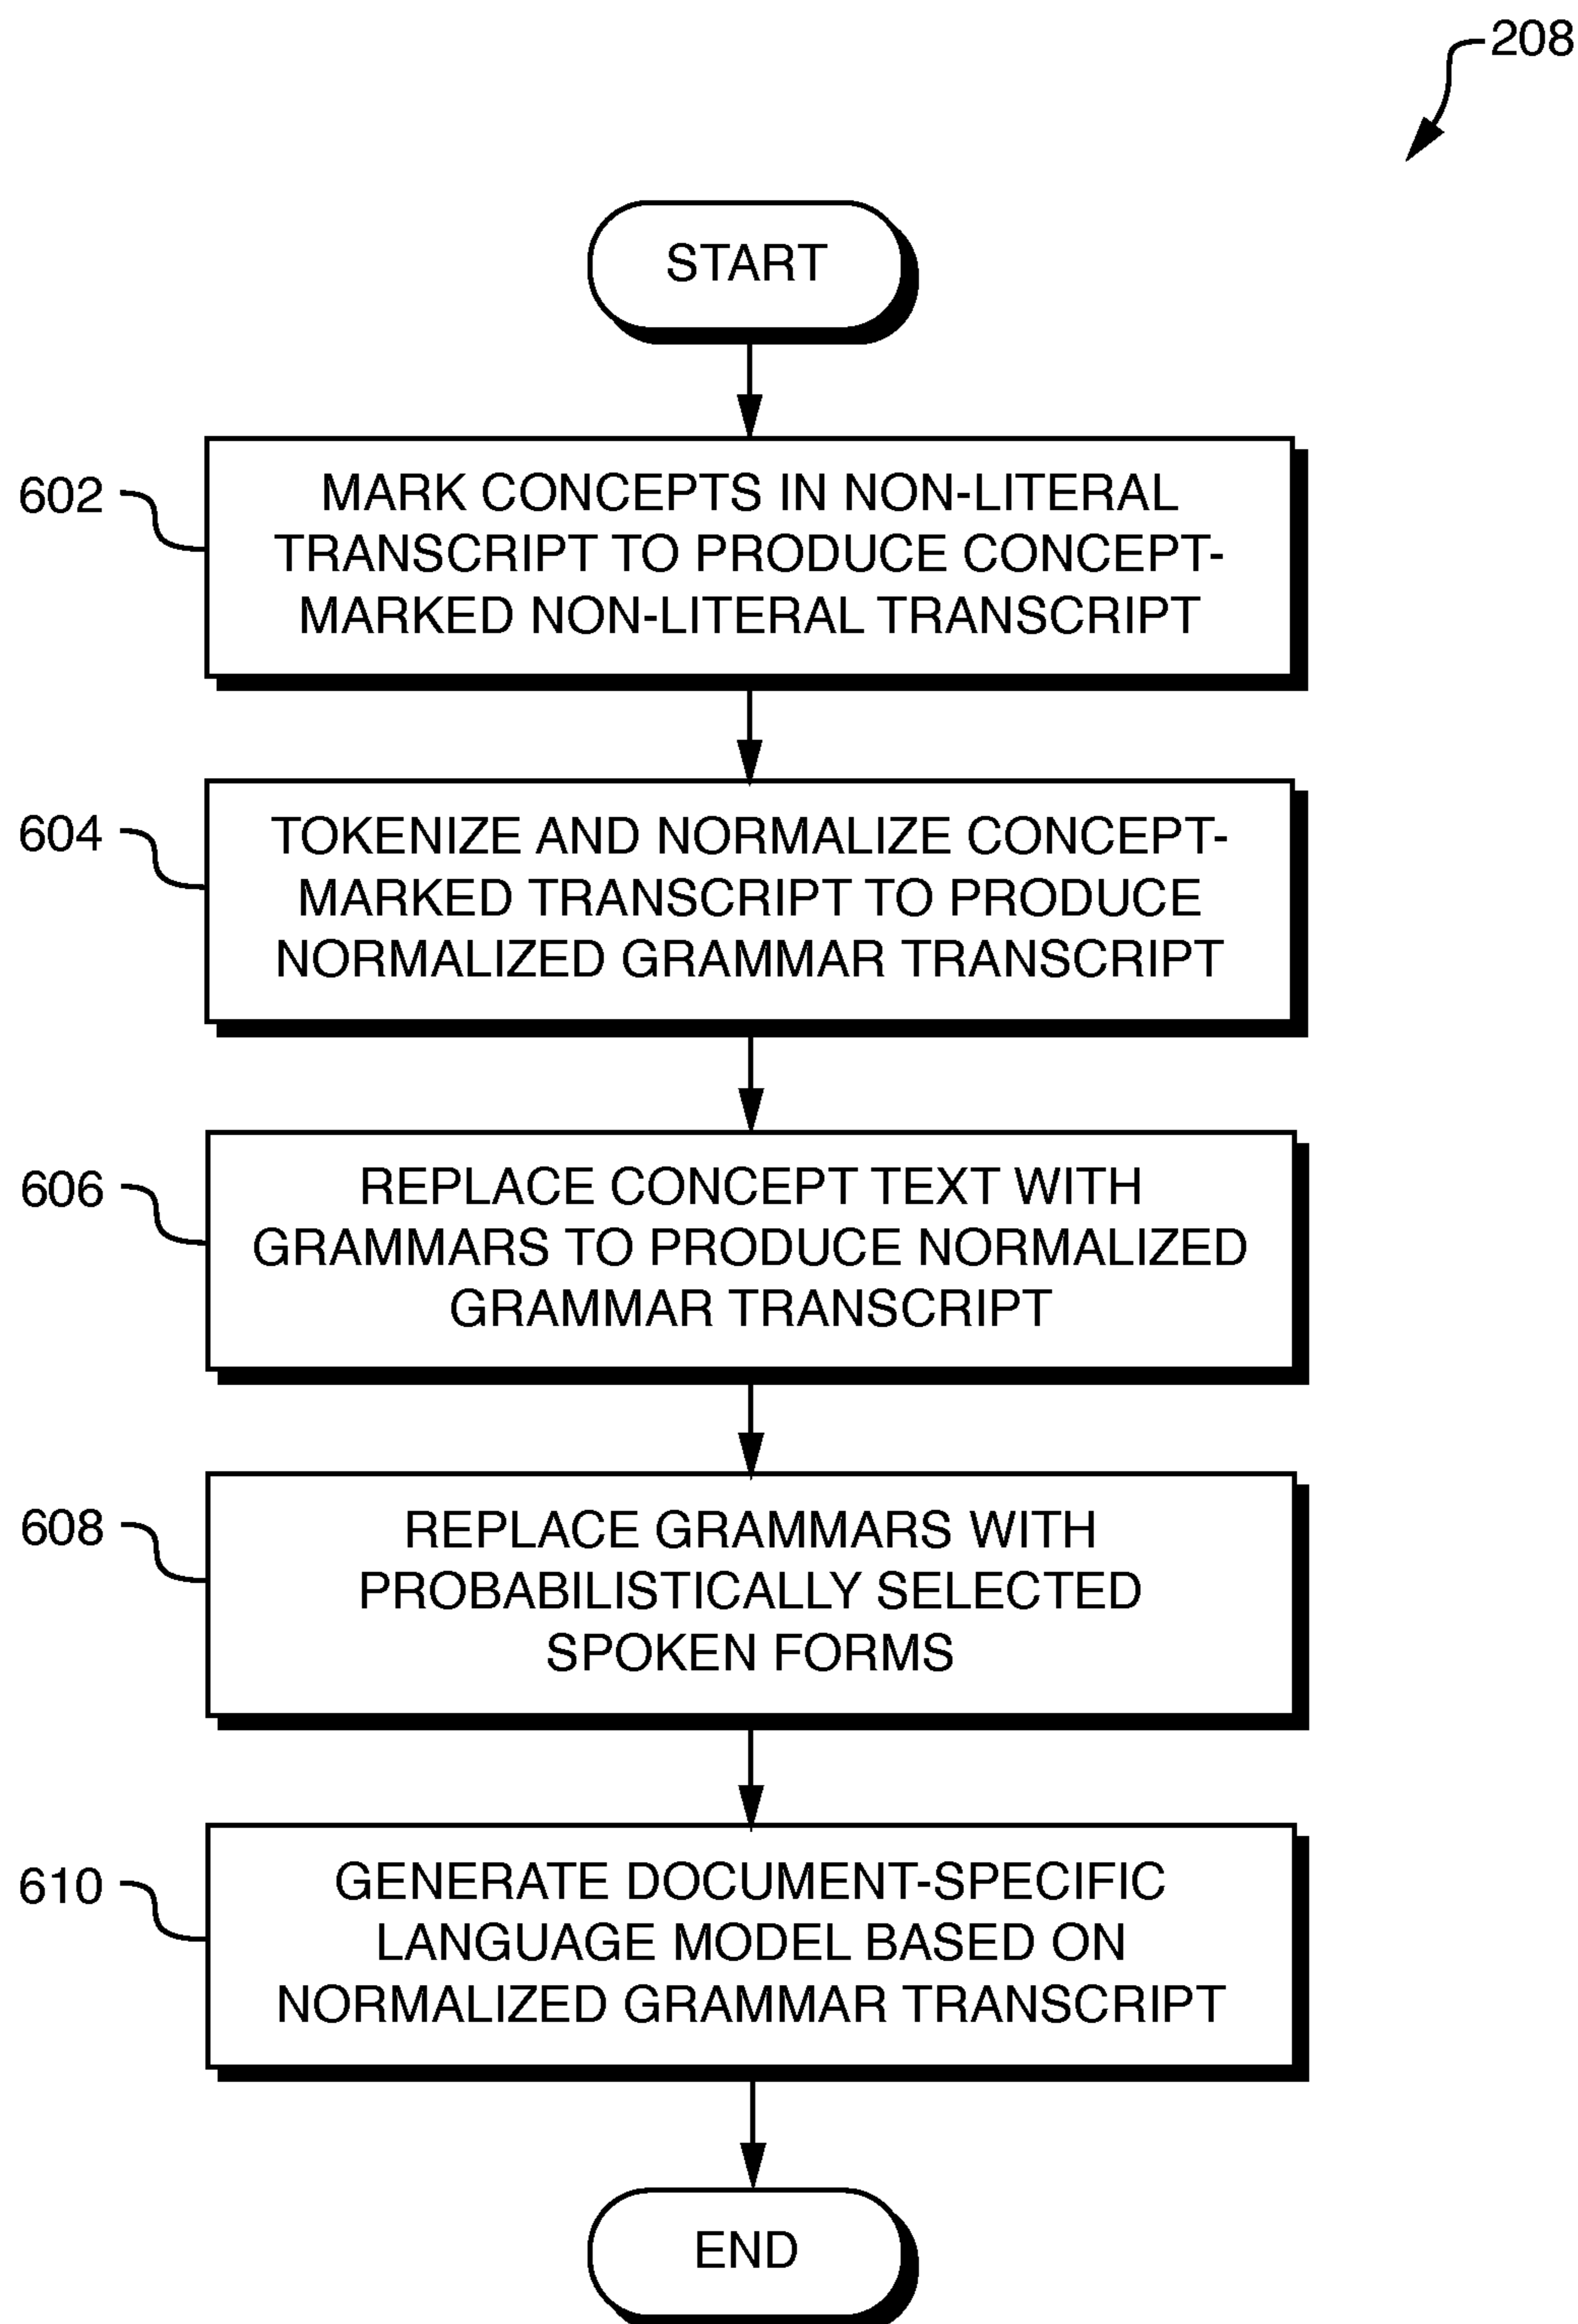 208
START
602
MARK CONCEPTS IN NON-LITERAL
TRANSCRIPT TO PRODUCE CONCEPT-
MARKED NON-LITERAL TRANSCRIPT
604
TOKENIZE AND NORMALIZE CONCEPT-
MARKED TRANSCRIPT TO PRODUCE
NORMALIZED GRAMMAR TRANSCRIPT
606
REPLACE CONCEPT TEXT WITH
GRAMMARS TO PRODUCE NORMALIZED
GRAMMAR TRANSCRIPT
608
REPLACE GRAMMARS WITH
PROBABILISTICALLY SELECTED
SPOKEN FORMS
610
GENERATE DOCUMENT-SPECIFIC
LANGUAGE MODEL BASED ON
NORMALIZED GRAMMAR TRANSCRIPT
END